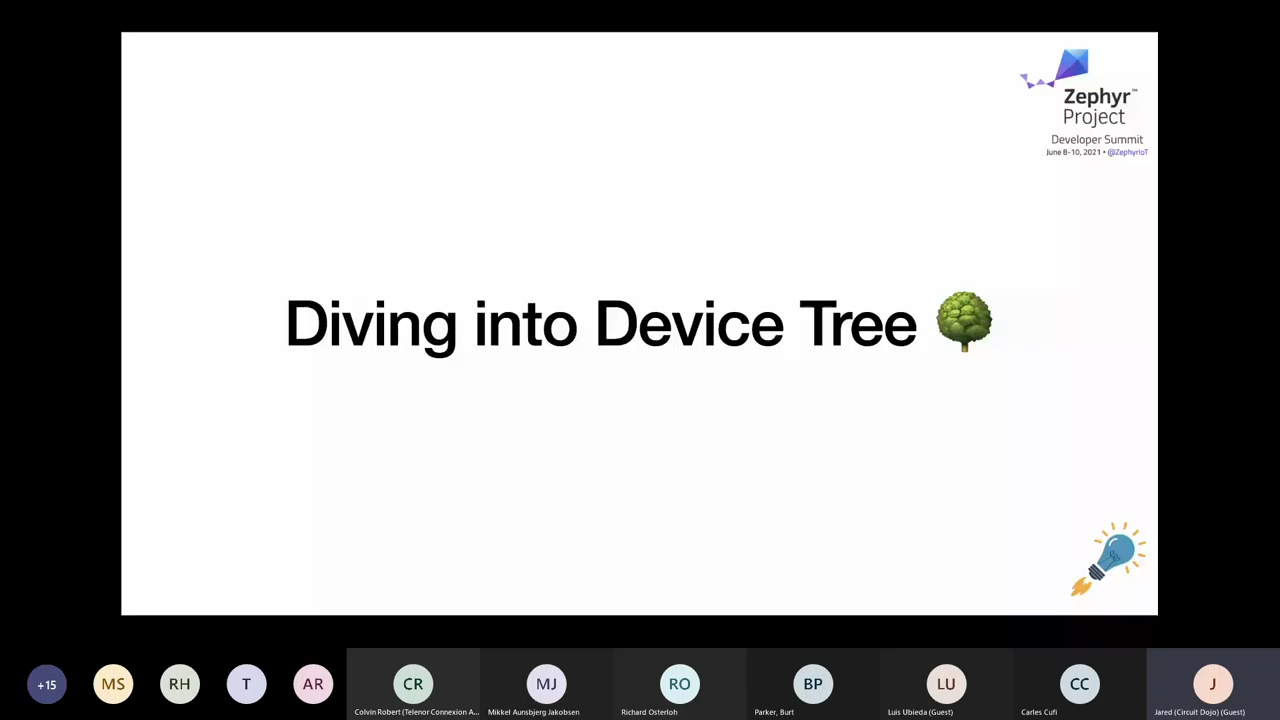 Zephyr™
Project
Developer Summit
June 8-10, 2021 • @ZephyrIoT
Diving into Device Tree
+15
MS
RH
T
AR
CR
MJ
RO
BP
LU
CC
J
Colvin Robert (Telenor Connexion A...
Mikkel Aunsbjerg Jakobsen
Richard Osterloh
Parker, Burt
Luis Ubieda (Guest)
Carles Cufi
Jared (Circuit Dojo) (Guest)